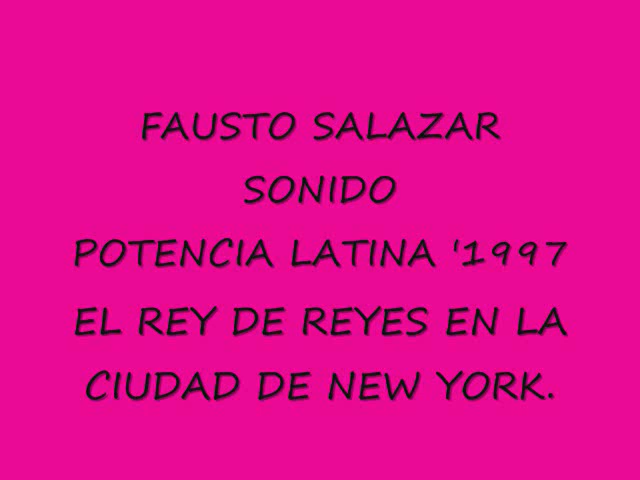 FAUSTO SALAZAR
SONIDO
POTENCIA LATINA '1997
EL REY DE REYES EN LA
CIUDAD DE NEW YORK.